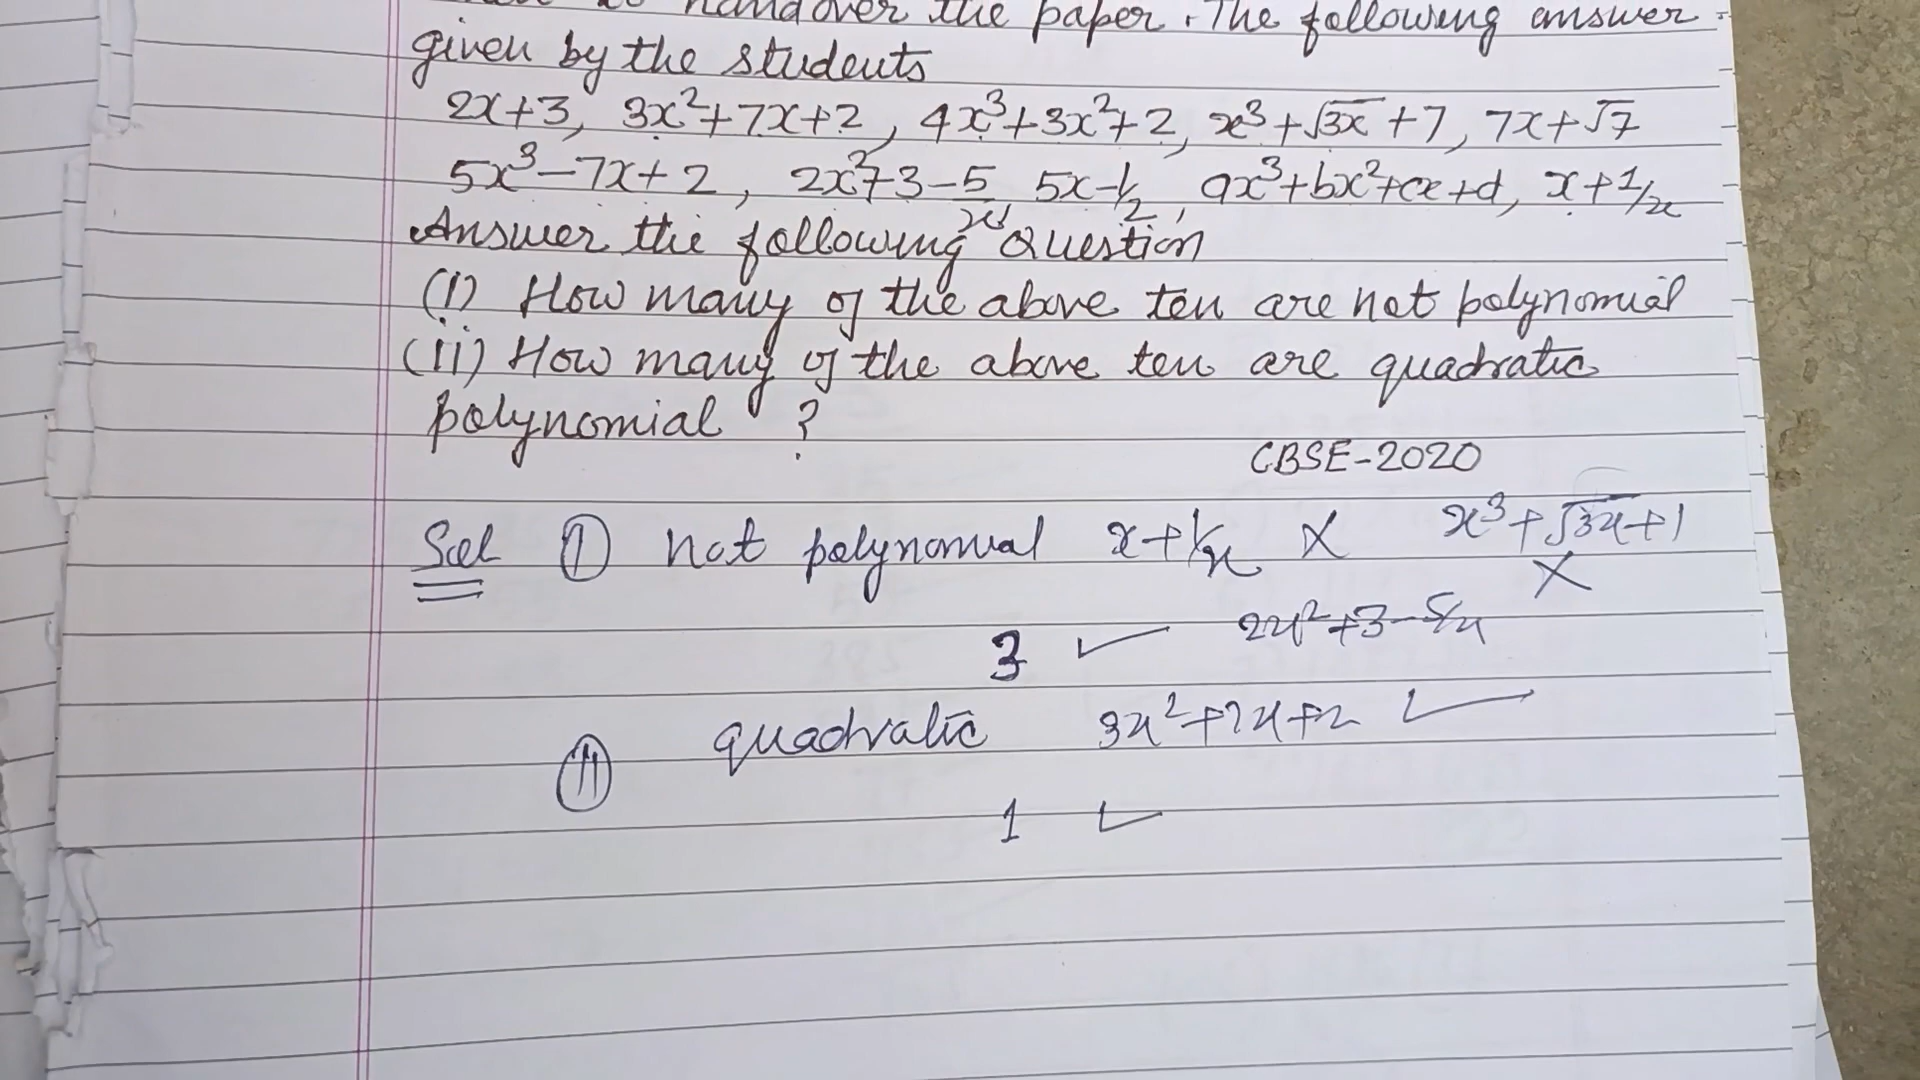 handover the paper. The following answer
given by the students
2x+3, 3x²+7x+2, 4x³+3x²+2, x³+√3x+7, 7x+√7
5x³-7x+2, 2x²+3-5/x, 5x-1/2, ax³+bx²+cx+d, x+1/x
Answer the following Question
(I) How many of the above ten are not polynomial
(II) How many of the above ten are quadratic
polynomial ?
CBSE-2020
Sol (I) not polynomial x+1/x X x³+√3x+1
X
3 ✓ 2x²+3-5/x
(II) quadratic 3x²+7x+2 ✓
1 ✓